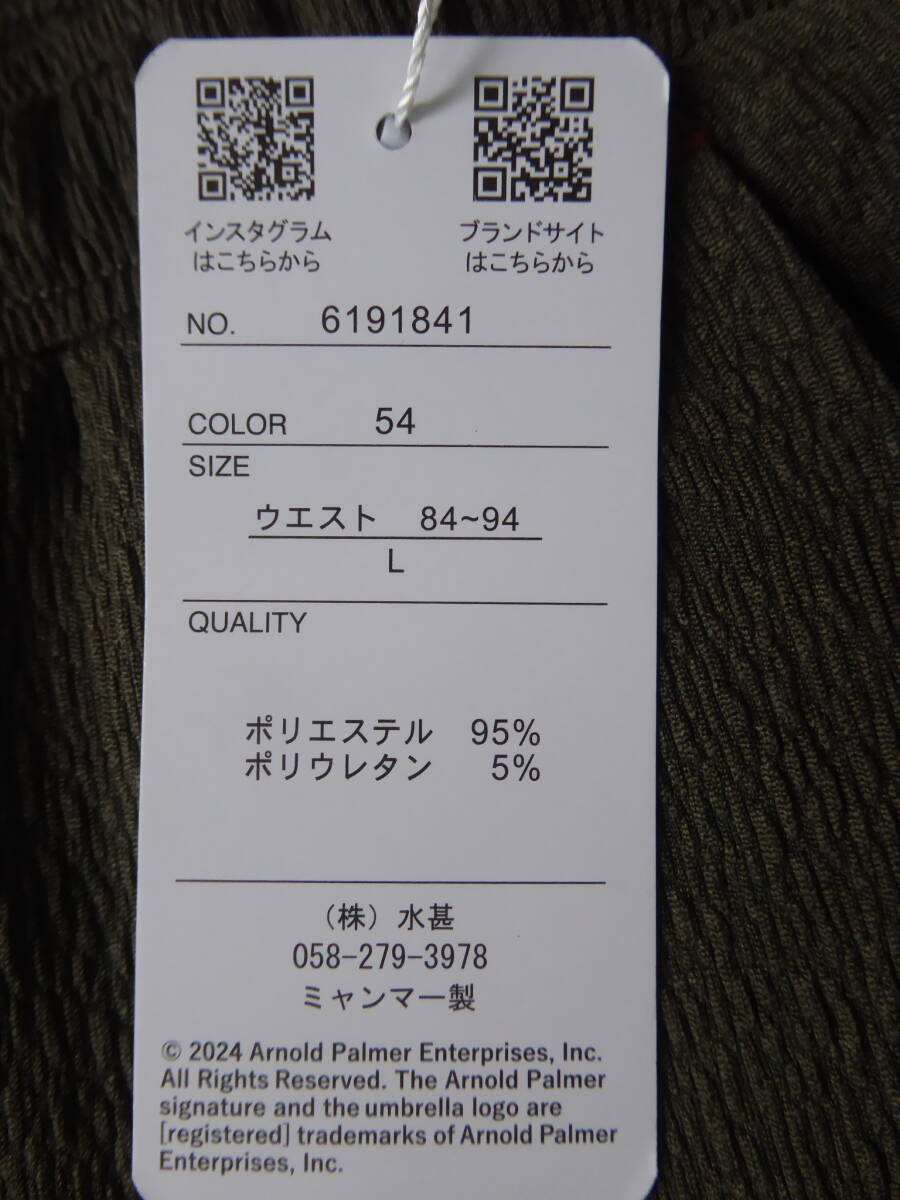 インスタグラム
はこちらから
ブランドサイト
はこちらから
NO. 6191841
COLOR 54
SIZE
ウエスト 84~94
L
QUALITY
ポリエステル 95%
ポリウレタン 5%
（株）水甚
058-279-3978
ミャンマー製
© 2024 Arnold Palmer Enterprises, Inc.
All Rights Reserved. The Arnold Palmer
signature and the umbrella logo are
[registered] trademarks of Arnold Palmer
Enterprises, Inc.